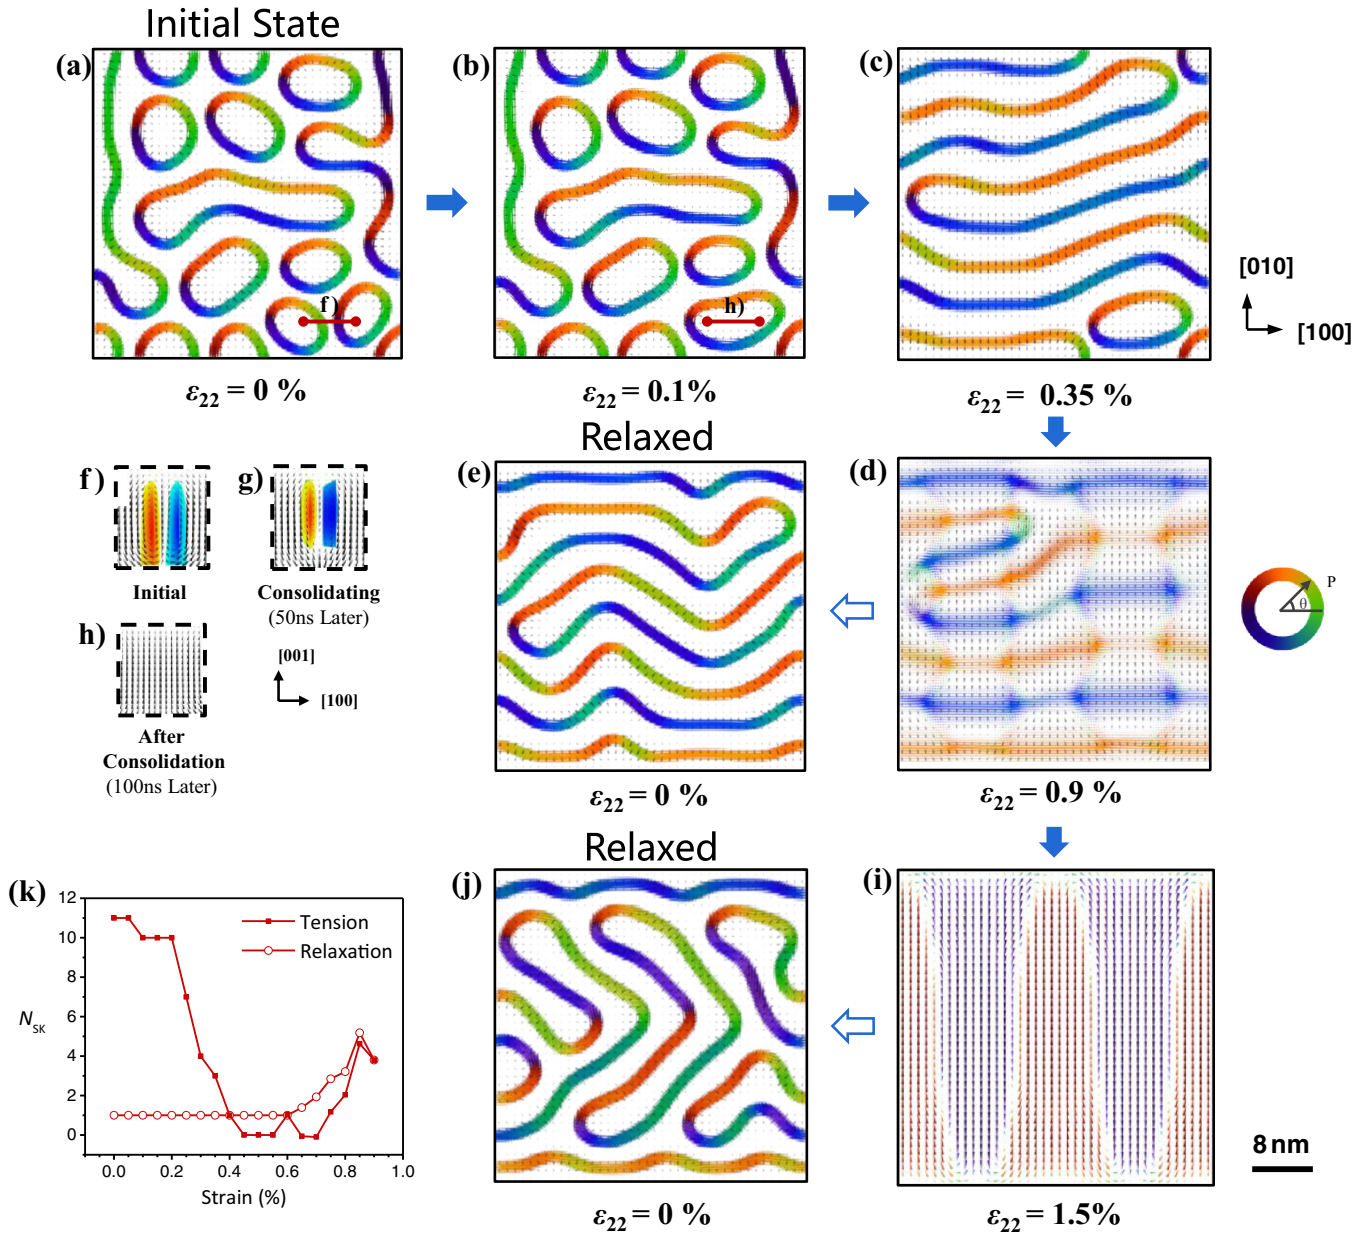 Initial State
(a)
(b)
(c)
f)
h)
[010]
[100]
ε22 = 0 %
ε22 = 0.1%
ε22 = 0.35 %
Relaxed
f)
g)
(e)
(d)
Initial
Consolidating
(50ns Later)
P
θ
h)
[001]
[100]
After
Consolidation
(100ns Later)
ε22 = 0 %
ε22 = 0.9 %
Relaxed
(k)
(j)
(i)
12
10
8
6
4
2
0
NSK
Tension
Relaxation
0.0
0.2
0.4
0.6
0.8
1.0
Strain (%)
8 nm
ε22 = 0 %
ε22 = 1.5%